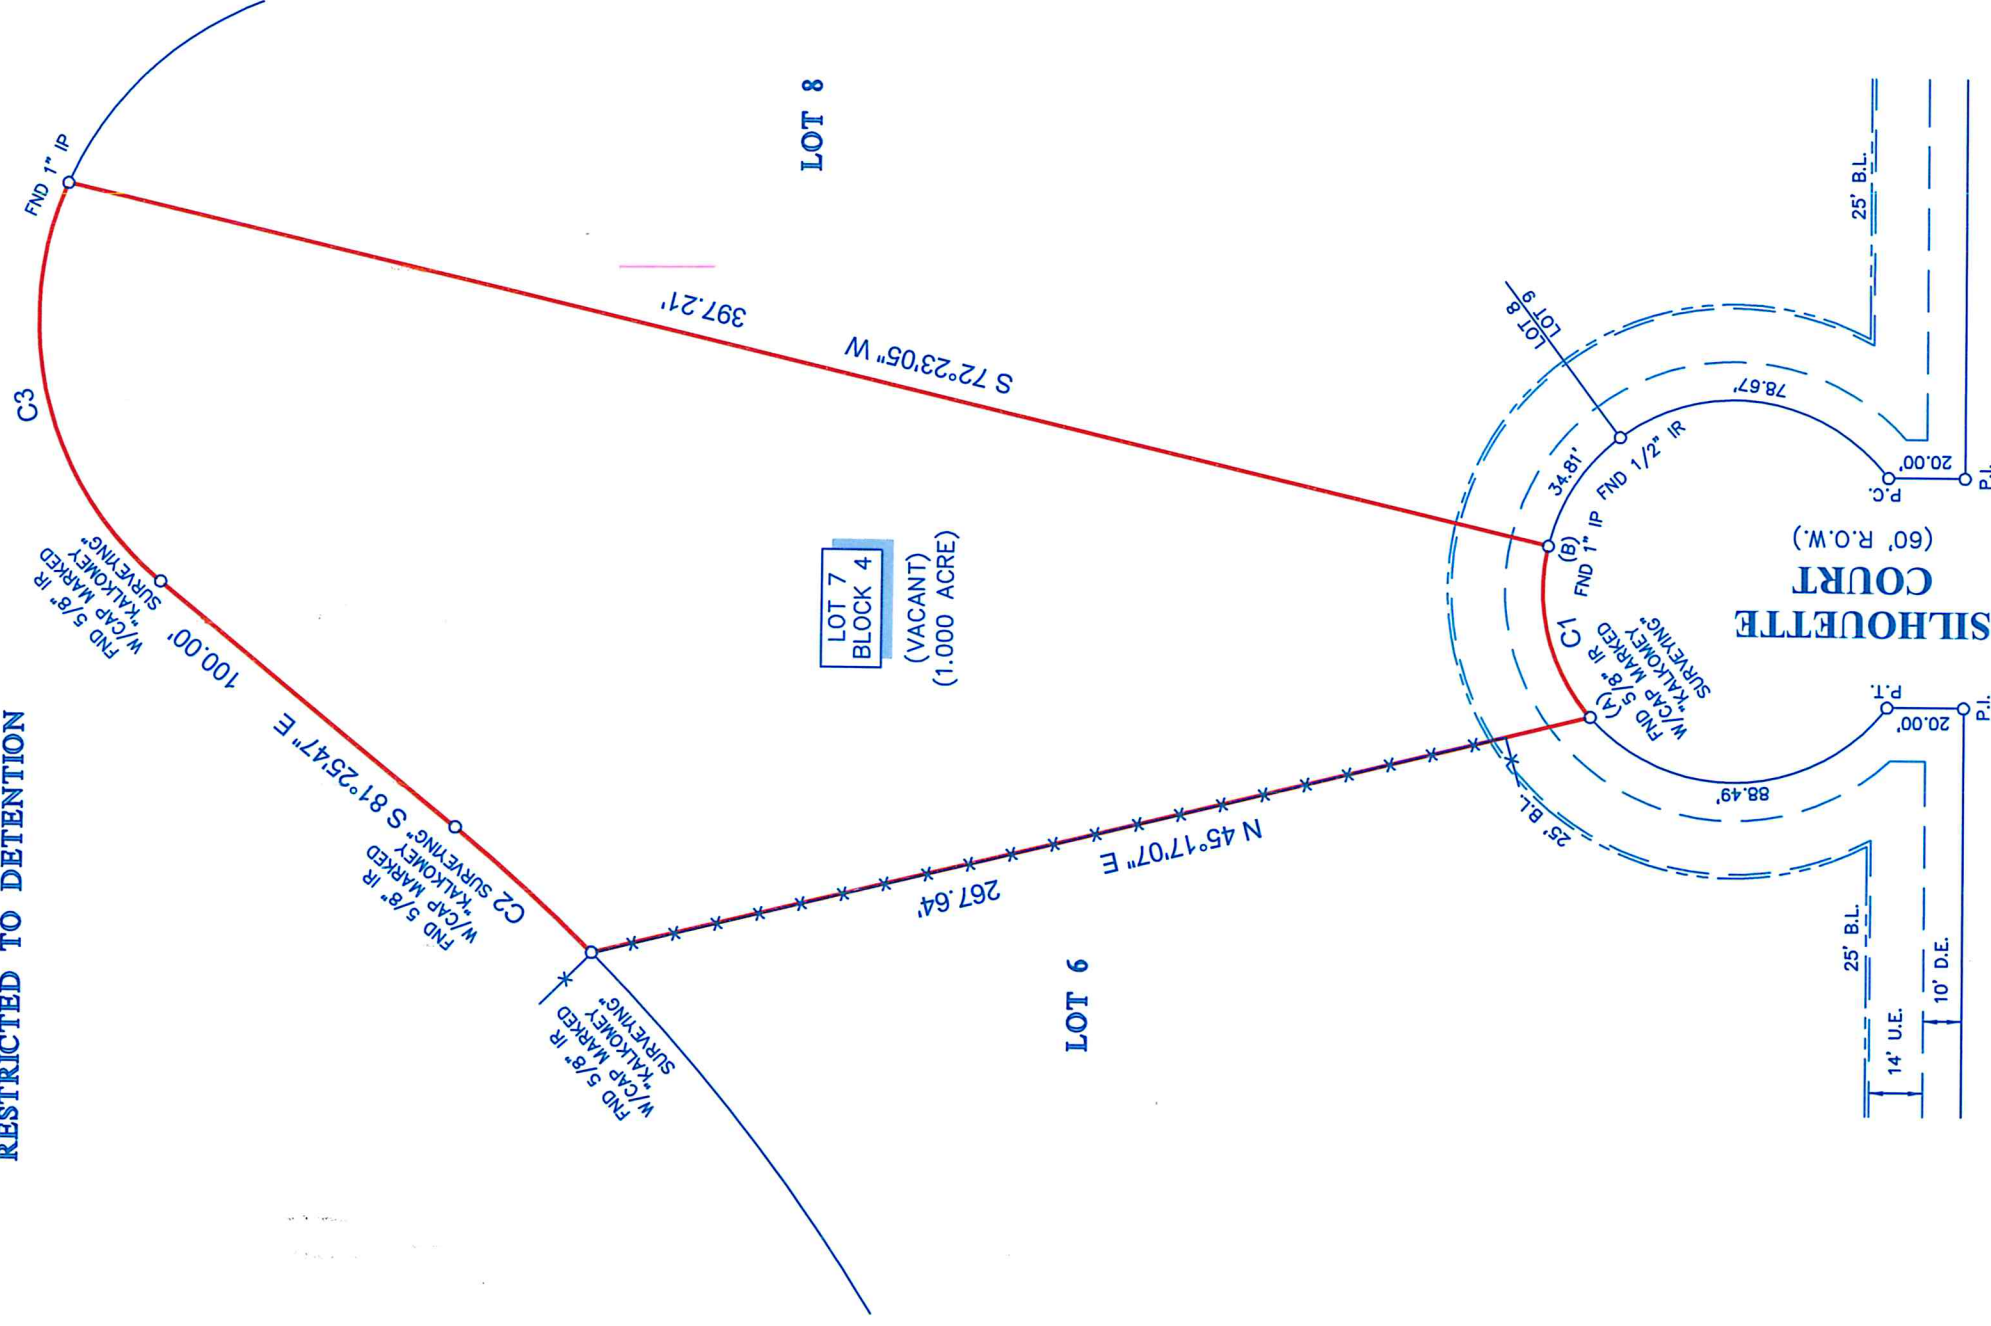 RESTRICTED TO DETENTION
FND 1" IP
C3
FND 5/8" IR
W/CAP MARKED
"KALKOMEY
SURVEYING"
100.00'
S 81°25'47" E
FND 5/8" IR
W/CAP MARKED
"KALKOMEY
SURVEYING"
C2
FND 5/8" IR
W/CAP MARKED
"KALKOMEY
SURVEYING"
LOT 8
397.21'
S 72°23'05" W
LOT 7
BLOCK 4
(VACANT)
(1.000 ACRE)
N 45°17'07" E
267.64'
LOT 6
LOT 8
LOT 9
25' B.L.
78.67'
34.81'
FND 1/2" IR
(B)
FND 1" IP
C1
(A)
FND 5/8" IR
W/CAP MARKED
"KALKOMEY
SURVEYING"
25' B.L.
88.49'
P.C.
20.00'
P.I.
SILHOUETTE
COURT
(60' R.O.W.)
P.T.
20.00'
P.I.
25' B.L.
14' U.E.
10' D.E.